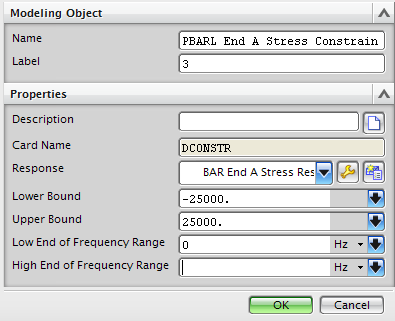 Modeling Object
Name PBARL End A Stress Constrain
Label 3
Properties
Description
Card Name DCONSTR
Response BAR End A Stress Res
Lower Bound -25000.
Upper Bound 25000.
Low End of Frequency Range 0 Hz
High End of Frequency Range Hz
OK Cancel